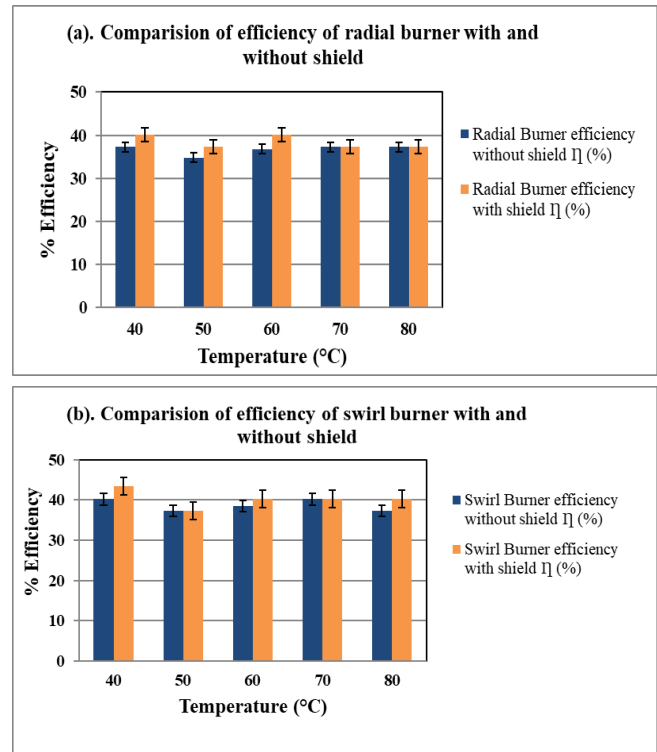 (a). Comparision of efficiency of radial burner with and
without shield
50
40
30
20
10
0
% Efficiency
40 50 60 70 80
Temperature (°C)
Radial Burner efficiency
without shield Ƞ (%)
Radial Burner efficiency
with shield Ƞ (%)
(b). Comparision of efficiency of swirl burner with and
without shield
50
40
30
20
10
0
% Efficiency
40 50 60 70 80
Temperature (°C)
Swirl Burner efficiency
without shield Ƞ (%)
Swirl Burner efficiency
with shield Ƞ (%)